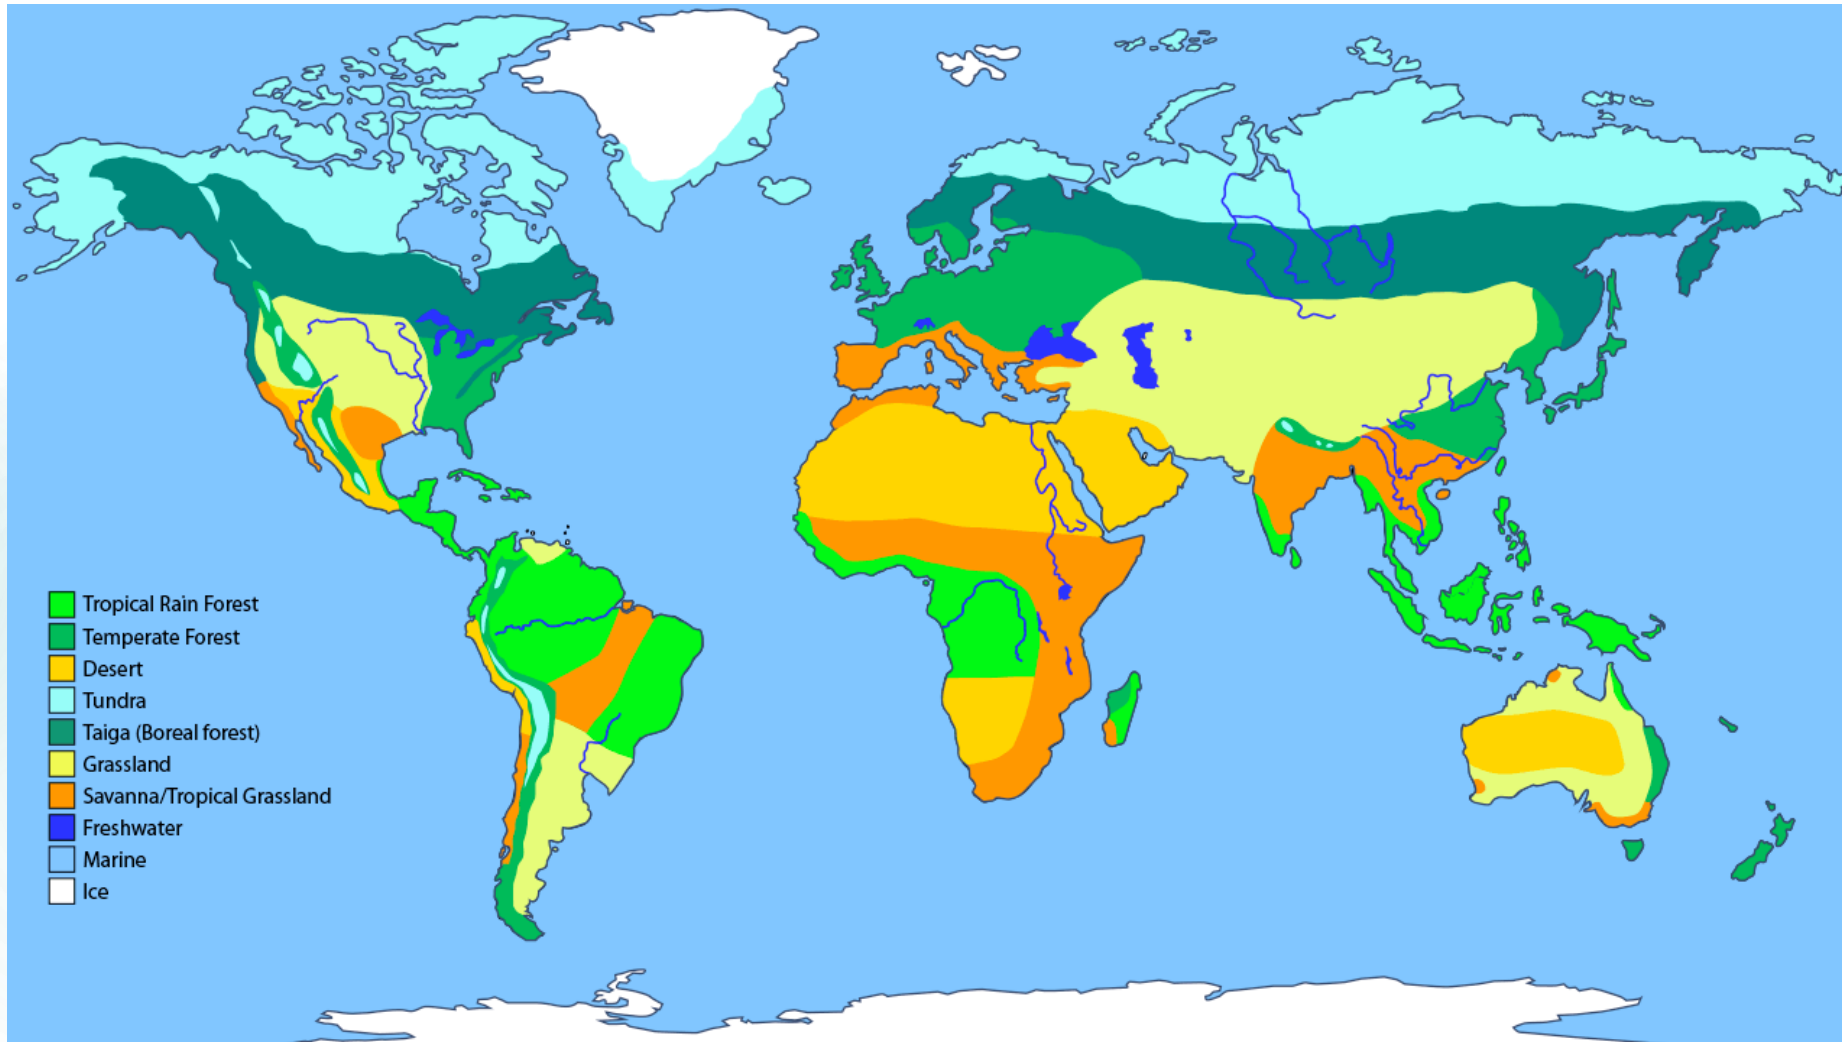 Tropical Rain Forest
Temperate Forest
Desert
Tundra
Taiga (Boreal forest)
Grassland
Savanna/Tropical Grassland
Freshwater
Marine
Ice